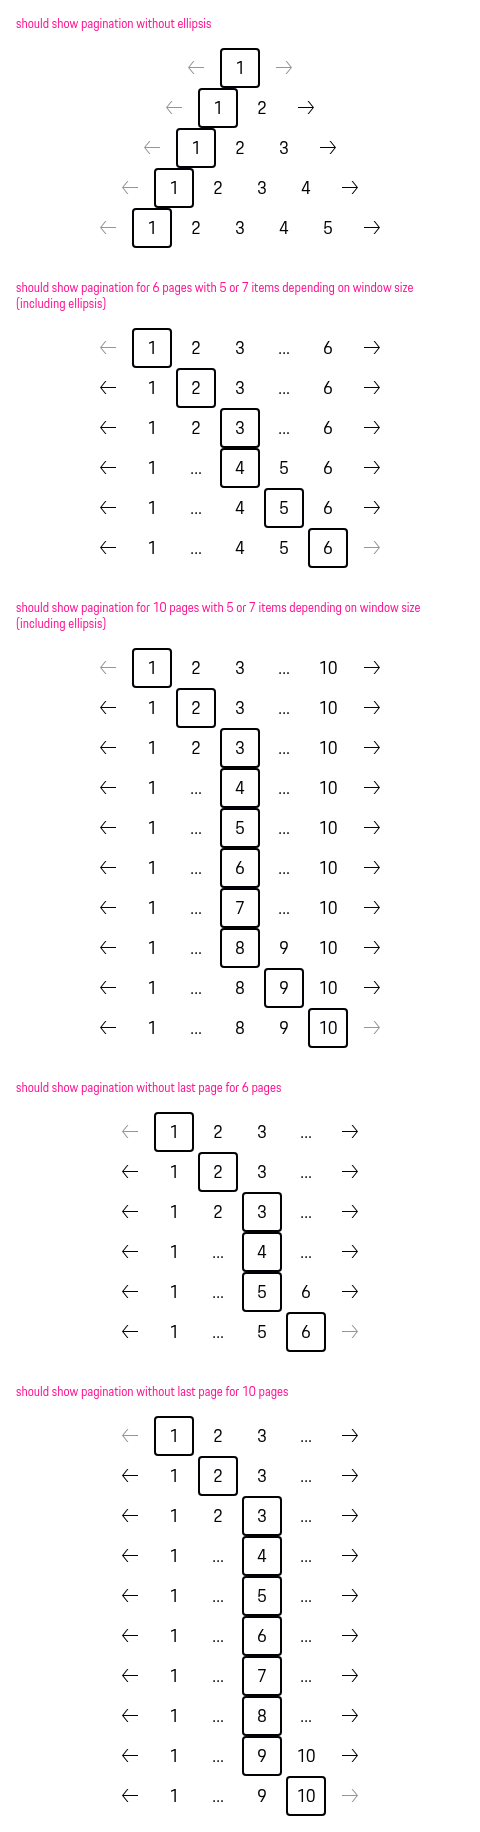 should show pagination without ellipsis
← 1 →
← 1 2 →
← 1 2 3 →
← 1 2 3 4 →
← 1 2 3 4 5 →
should show pagination for 6 pages with 5 or 7 items depending on window size
(including ellipsis)
← 1 2 3 ... 6 →
← 1 2 3 ... 6 →
← 1 2 3 ... 6 →
← 1 ... 4 5 6 →
← 1 ... 4 5 6 →
← 1 ... 4 5 6 →
should show pagination for 10 pages with 5 or 7 items depending on window size
(including ellipsis)
← 1 2 3 ... 10 →
← 1 2 3 ... 10 →
← 1 2 3 ... 10 →
← 1 ... 4 ... 10 →
← 1 ... 5 ... 10 →
← 1 ... 6 ... 10 →
← 1 ... 7 ... 10 →
← 1 ... 8 9 10 →
← 1 ... 8 9 10 →
← 1 ... 8 9 10 →
should show pagination without last page for 6 pages
← 1 2 3 ... →
← 1 2 3 ... →
← 1 2 3 ... →
← 1 ... 4 ... →
← 1 ... 5 6 →
← 1 ... 5 6 →
should show pagination without last page for 10 pages
← 1 2 3 ... →
← 1 2 3 ... →
← 1 2 3 ... →
← 1 ... 4 ... →
← 1 ... 5 ... →
← 1 ... 6 ... →
← 1 ... 7 ... →
← 1 ... 8 ... →
← 1 ... 9 10 →
← 1 ... 9 10 →